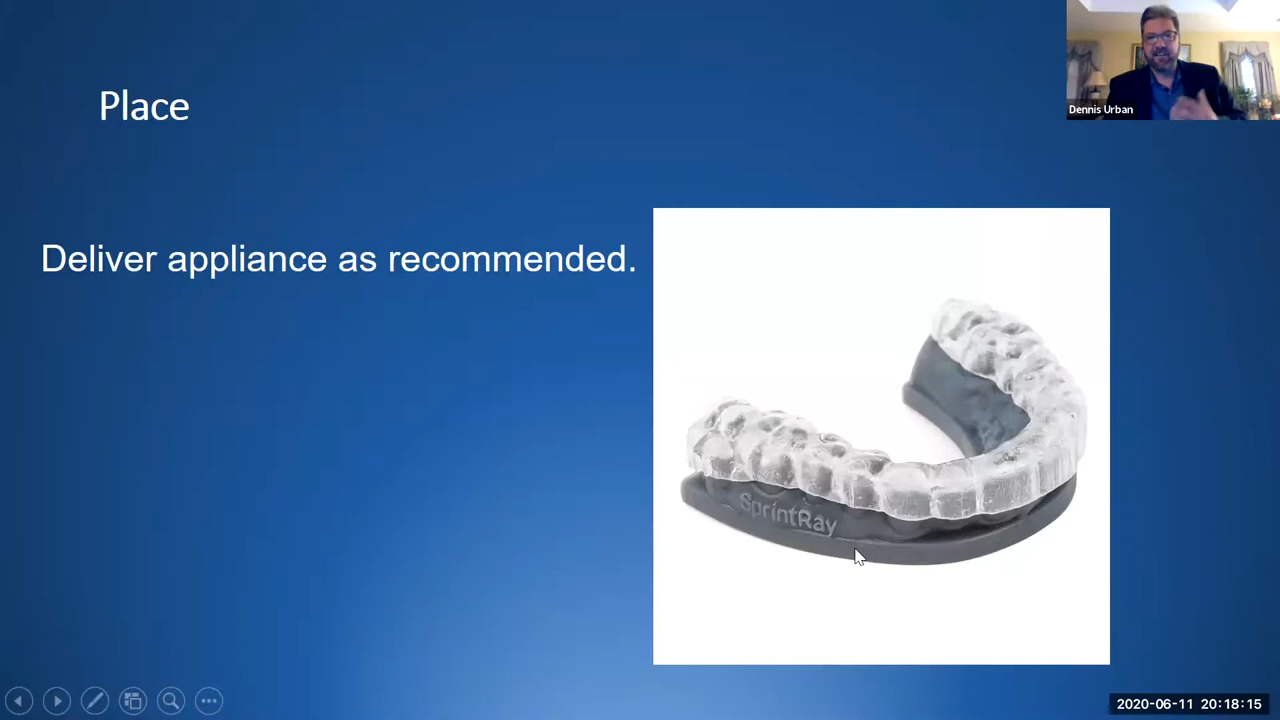 Place
Dennis Urban
Deliver appliance as recommended.
SprintRay
2020-06-11 20:18:15